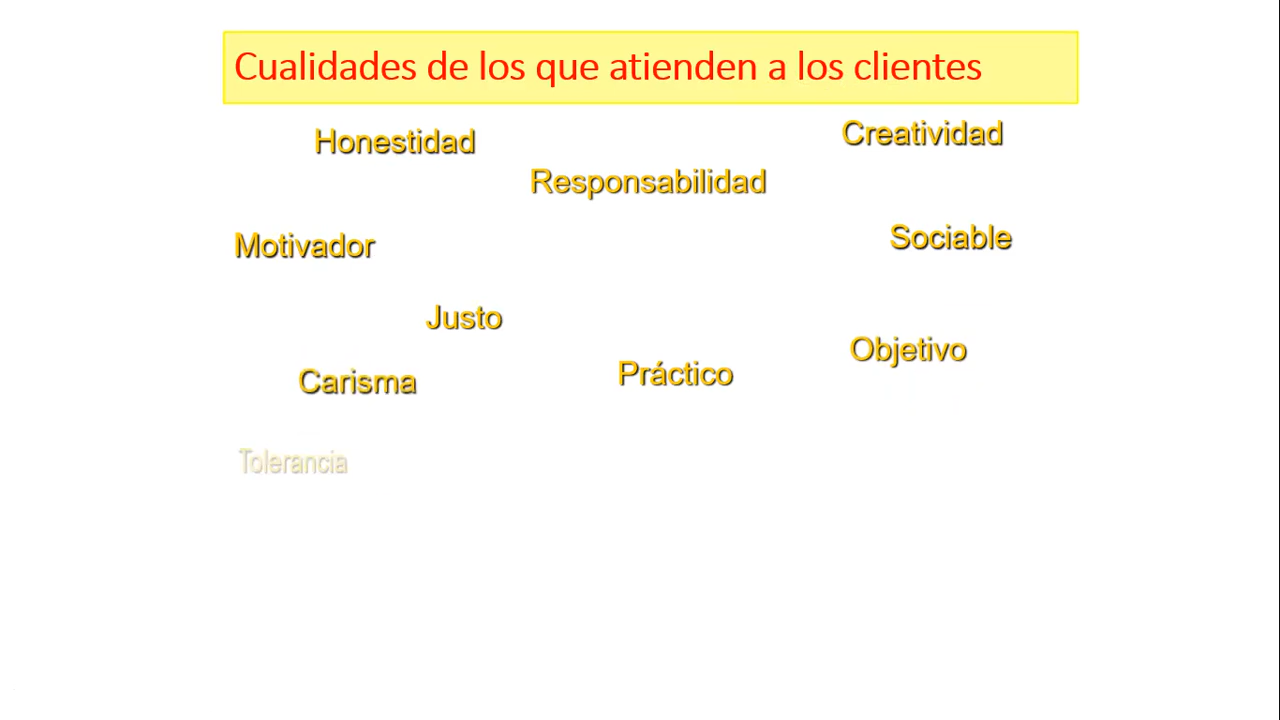 Cualidades de los que atienden a los clientes
Honestidad
Creatividad
Responsabilidad
Motivador
Sociable
Justo
Objetivo
Carisma
Práctico
Tolerancia